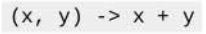 (x, y) -> x + y